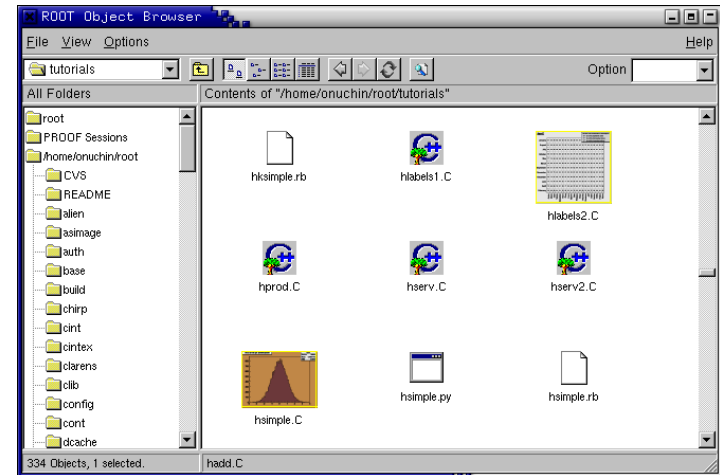 ROOT Object Browser
File View Options Help
tutorials Option
All Folders Contents of "/home/onuchin/root/tutorials"
root
PROOF Sessions
/home/onuchin/root
CVS
README
alien
asimage
auth
base
build
chirp
cint
cintex
clarens
clib
config
cont
dcache
hksimple.rb hlabels1.C hlabels2.C
hprod.C hserv.C hserv2.C
hsimple.C hsimple.py hsimple.rb
334 Objects, 1 selected. hadd.C